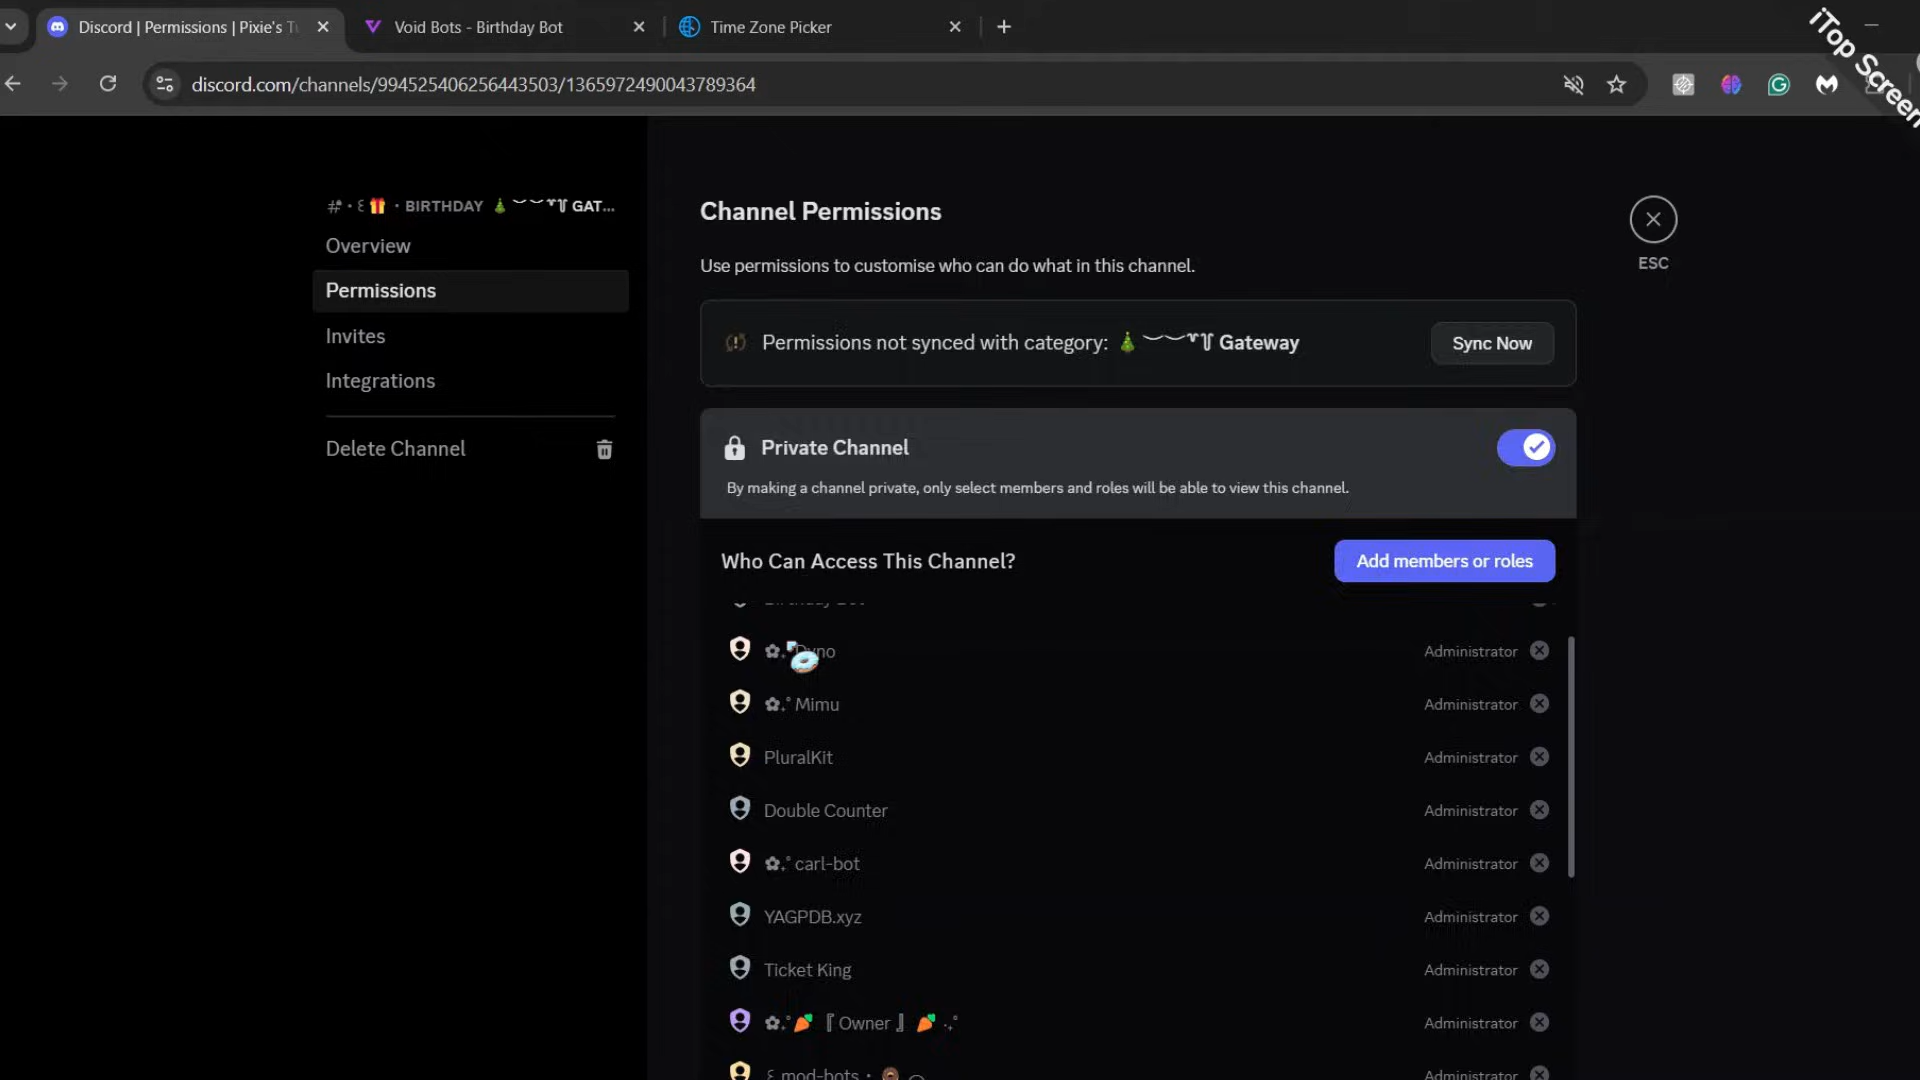 Discord | Permissions | Pixie's
Void Bots - Birthday Bot
Time Zone Picker
iTop Screen
discord.com/channels/994525406256443503/1365972490043789364
BIRTHDAY 🎄 GAT...
Overview
Permissions
Invites
Integrations
Delete Channel
Channel Permissions
ESC
Use permissions to customise who can do what in this channel.
Permissions not synced with category: 🎄 Gateway
Sync Now
Private Channel
By making a channel private, only select members and roles will be able to view this channel.
Who Can Access This Channel?
Add members or roles
Birthday Bot
✿.˚ Dyno Administrator
✿.˚ Mimu Administrator
PluralKit Administrator
Double Counter Administrator
✿.˚ carl-bot Administrator
YAGPDB.xyz Administrator
Ticket King Administrator
✿.˚🥕『 Owner 』🥕 ·.˚ Administrator
mod-bots Administrator